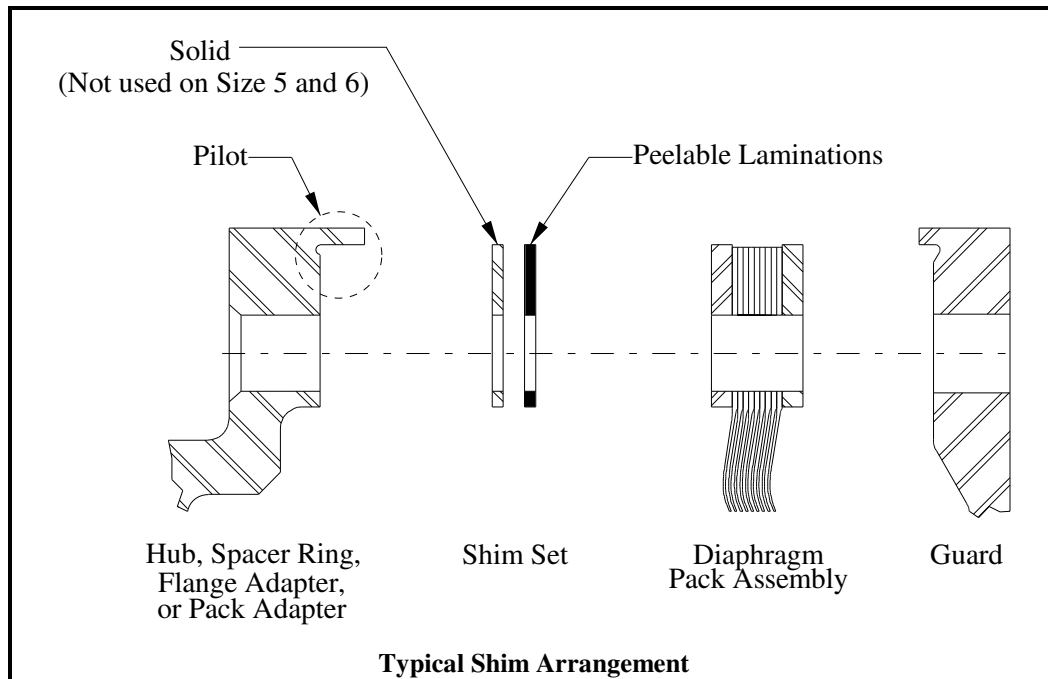 Solid
(Not used on Size 5 and 6)
Pilot
Peelable Laminations
Hub, Spacer Ring,
Flange Adapter,
or Pack Adapter
Shim Set
Diaphragm
Pack Assembly
Guard
Typical Shim Arrangement